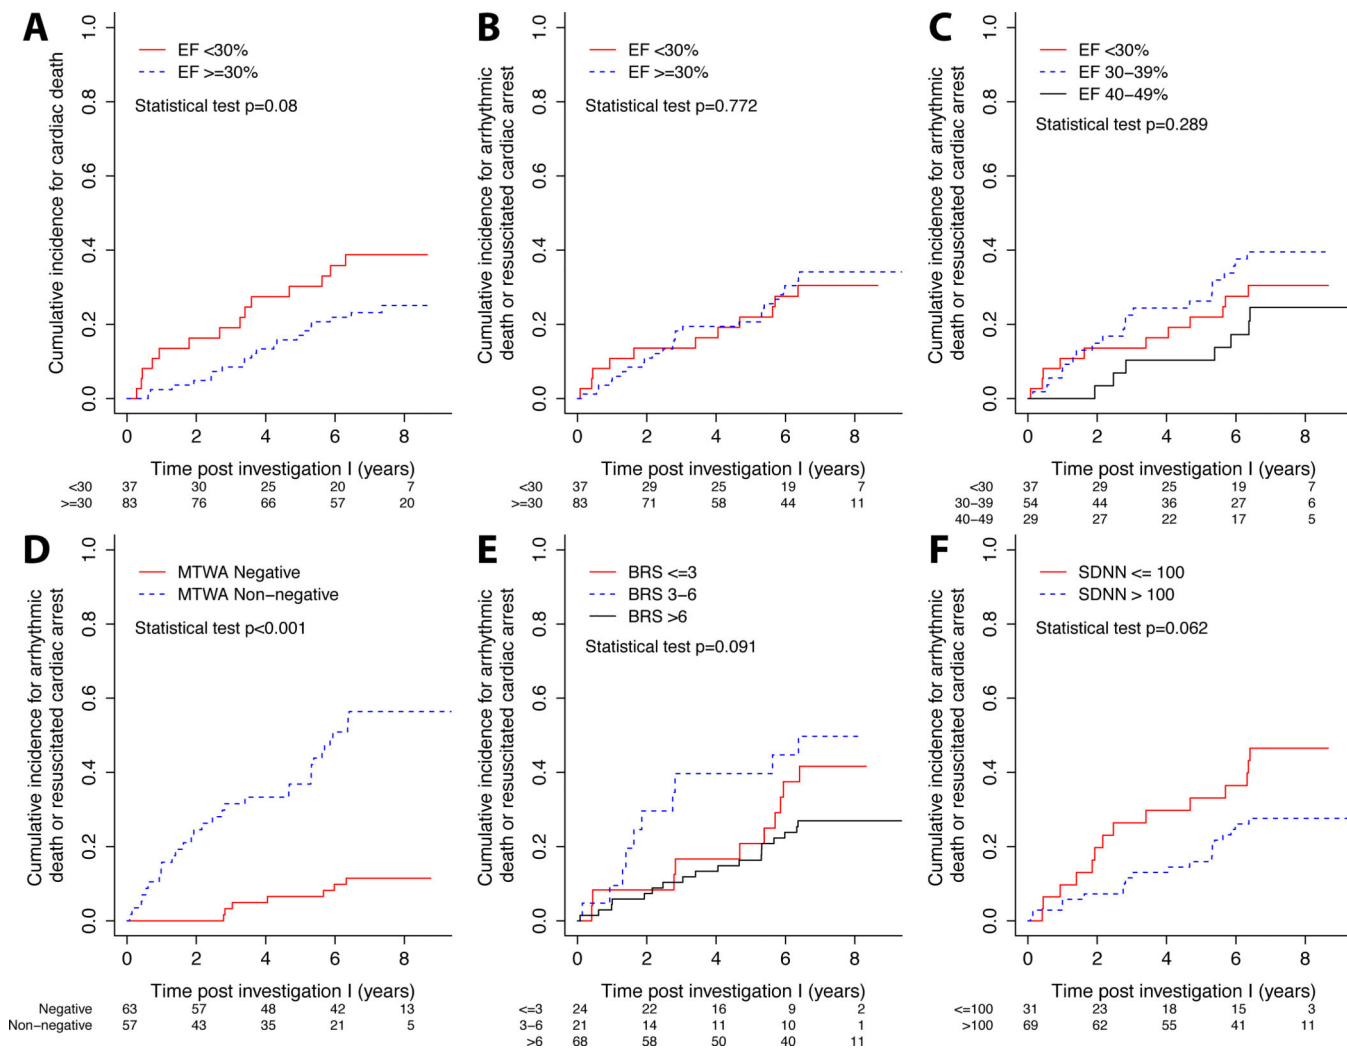 A
Cumulative incidence for cardiac death
1.0
0.8
0.6
0.4
0.2
0.0
EF <30%
EF >=30%
Statistical test p=0.08
0 2 4 6 8
Time post investigation I (years)
<30 37 30 25 20 7
>=30 83 76 66 57 20
B
Cumulative incidence for arrhythmic
death or resuscitated cardiac arrest
1.0
0.8
0.6
0.4
0.2
0.0
EF <30%
EF >=30%
Statistical test p=0.772
0 2 4 6 8
Time post investigation I (years)
<30 37 29 25 19 7
>=30 83 71 58 44 11
C
Cumulative incidence for arrhythmic
death or resuscitated cardiac arrest
1.0
0.8
0.6
0.4
0.2
0.0
EF <30%
EF 30−39%
EF 40−49%
Statistical test p=0.289
0 2 4 6 8
Time post investigation I (years)
<30 37 29 25 19 7
30−39 54 44 36 27 6
40−49 29 27 22 17 5
D
Cumulative incidence for arrhythmic
death or resuscitated cardiac arrest
1.0
0.8
0.6
0.4
0.2
0.0
MTWA Negative
MTWA Non−negative
Statistical test p<0.001
0 2 4 6 8
Time post investigation I (years)
Negative 63 57 48 42 13
Non−negative 57 43 35 21 5
E
Cumulative incidence for arrhythmic
death or resuscitated cardiac arrest
1.0
0.8
0.6
0.4
0.2
0.0
BRS <=3
BRS 3−6
BRS >6
Statistical test p=0.091
0 2 4 6 8
Time post investigation I (years)
<=3 24 22 16 9 2
3−6 21 14 11 10 1
>6 68 58 50 40 11
F
Cumulative incidence for arrhythmic
death or resuscitated cardiac arrest
1.0
0.8
0.6
0.4
0.2
0.0
SDNN <= 100
SDNN > 100
Statistical test p=0.062
0 2 4 6 8
Time post investigation I (years)
<=100 31 23 18 15 3
>100 69 62 55 41 11